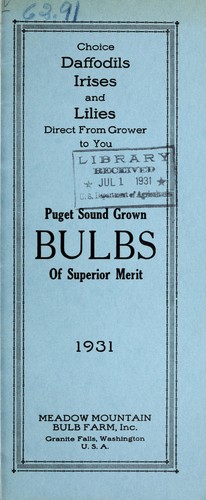 62.91
Choice
Daffodils
Irises
and
Lilies
Direct From Grower
to You
LIBRARY
RECEIVED
★ JUL 1 1931 ★
U. S. Department of Agriculture
Puget Sound Grown
BULBS
Of Superior Merit
1931
MEADOW MOUNTAIN
BULB FARM, Inc.
Granite Falls, Washington
U. S. A.